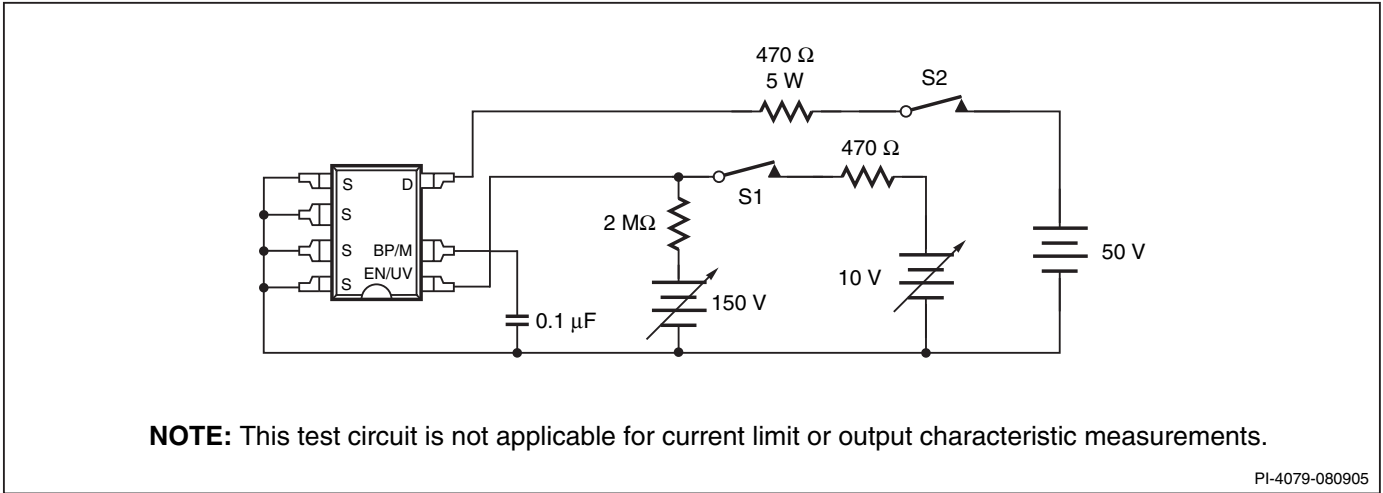 470 Ω
5 W
S2
470 Ω
S1
S
D
S
S
BP/M
EN/UV
S
2 MΩ
150 V
10 V
50 V
0.1 μF
NOTE: This test circuit is not applicable for current limit or output characteristic measurements.
PI-4079-080905